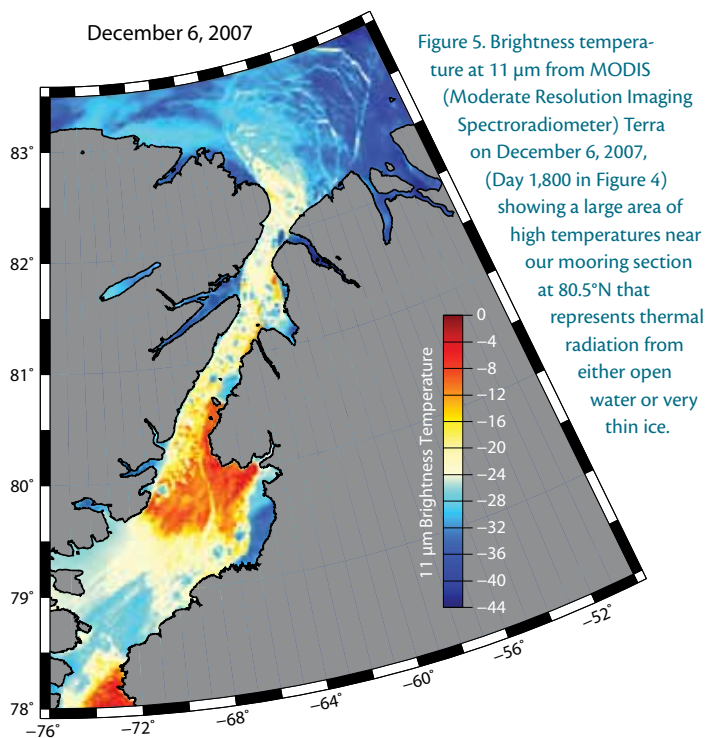 December 6, 2007
Figure 5. Brightness tempera-
ture at 11 µm from MODIS
(Moderate Resolution Imaging
Spectroradiometer) Terra
on December 6, 2007,
(Day 1,800 in Figure 4)
showing a large area of
high temperatures near
our mooring section
at 80.5°N that
represents thermal
radiation from
either open
water or very
thin ice.
83°
82°
81°
80°
79°
78°
−76°
−72°
−68°
−64°
−60°
−56°
−52°
11 µm Brightness Temperature
0
−4
−8
−12
−16
−20
−24
−28
−32
−36
−40
−44